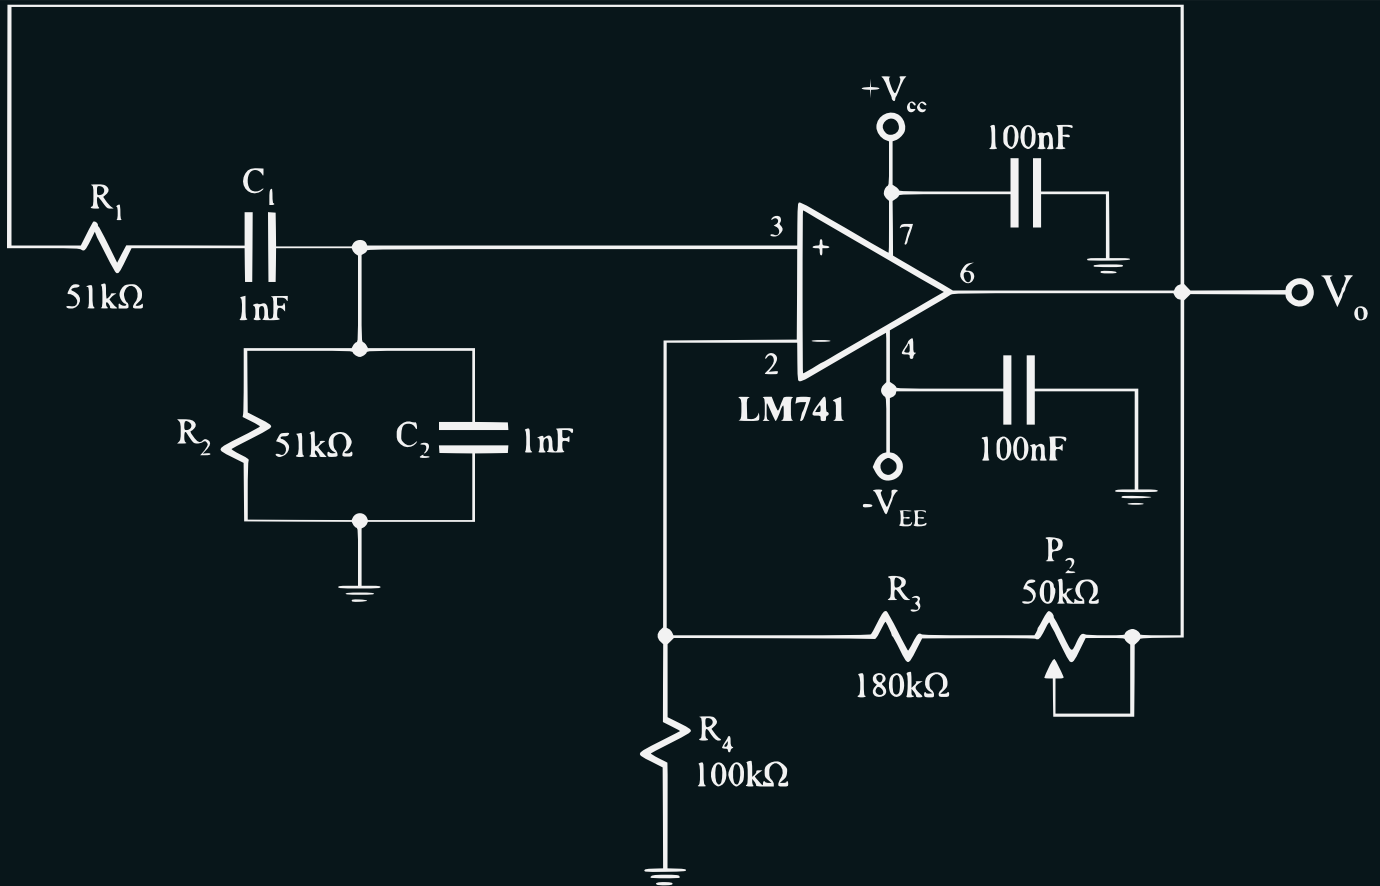 +Vcc
100nF
C1
R1
3
+
7
6
51kΩ
1nF
Vo
−
2
4
LM741
R2
51kΩ
C2
1nF
100nF
-VEE
P2
50kΩ
R3
180kΩ
R4
100kΩ